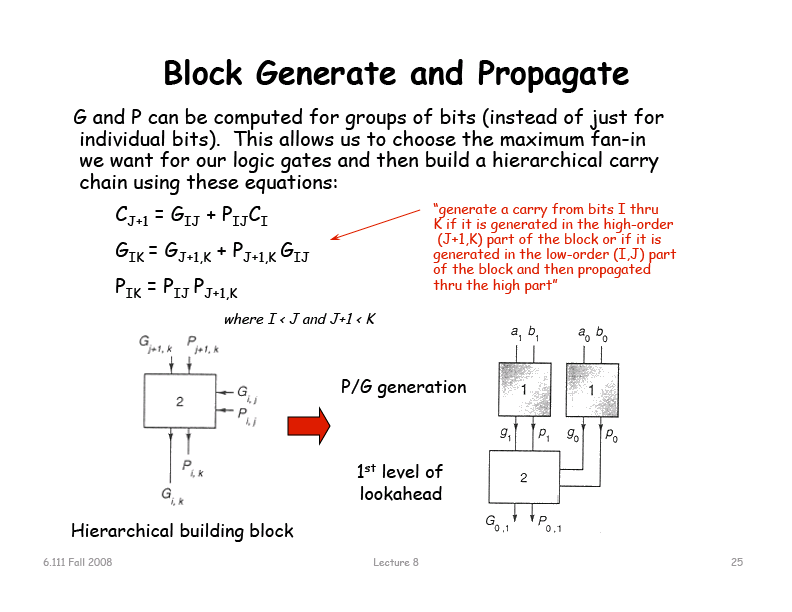 Block Generate and Propagate
G and P can be computed for groups of bits (instead of just for
individual bits).  This allows us to choose the maximum fan-in
we want for our logic gates and then build a hierarchical carry
chain using these equations:
C_{J+1} = G_{IJ} + P_{IJ}C_I
G_{IK} = G_{J+1,K} + P_{J+1,K} G_{IJ}
P_{IK} = P_{IJ} P_{J+1,K}
where I < J and J+1 < K
“generate a carry from bits I thru
K if it is generated in the high-order
(J+1,K) part of the block or if it is
generated in the low-order (I,J) part
of the block and then propagated
thru the high part”
G_{j+1, k} P_{j+1, k}
2
G_{i, j}
P_{i, j}
P_{i, k}
G_{i, k}
Hierarchical building block
P/G generation
1st level of
lookahead
a_1 b_1 a_0 b_0
1 1
g_1 p_1 g_0 p_0
2
G_{0,1} P_{0,1}
6.111 Fall 2008
Lecture 8
25